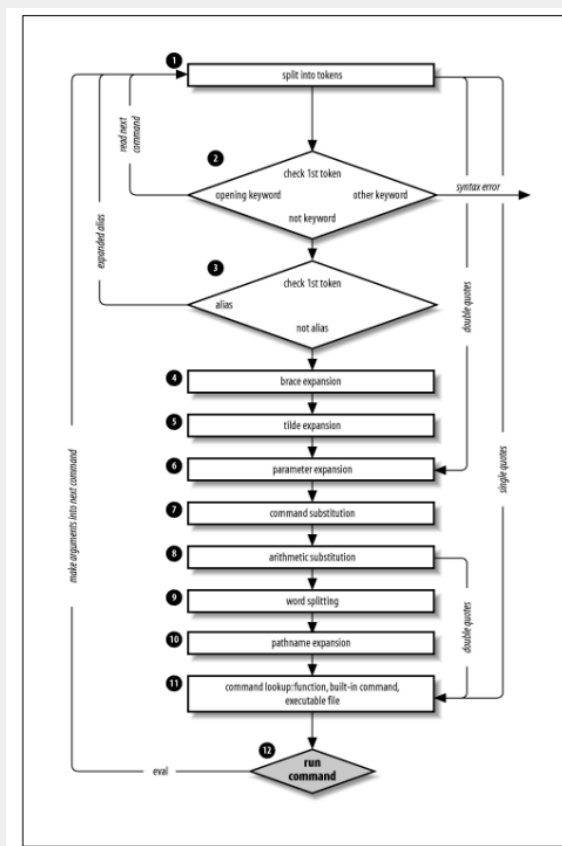 1
split into tokens
read next
command
2
check 1st token
opening keyword
other keyword
not keyword
syntax error
expanded alias
3
check 1st token
alias
not alias
double quotes
4
brace expansion
5
tilde expansion
6
parameter expansion
single quotes
7
command substitution
make arguments into next command
8
arithmetic substitution
9
word splitting
double quotes
10
pathname expansion
11
command lookup: function, built-in command,
executable file
12
run
command
eval